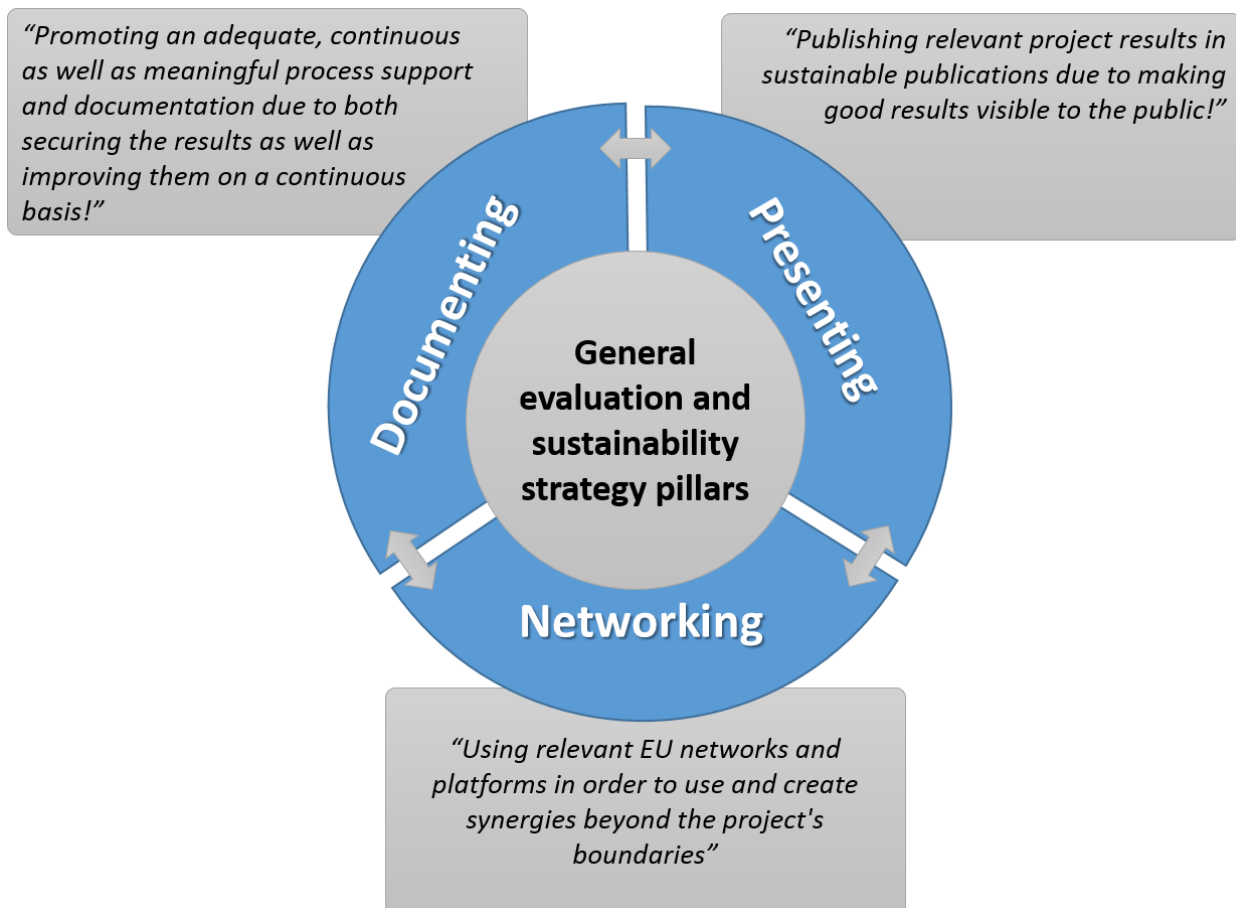 “Promoting an adequate, continuous
as well as meaningful process support
and documentation due to both
securing the results as well as
improving them on a continuous
basis!”
“Publishing relevant project results in
sustainable publications due to making
good results visible to the public!”
Documenting
Presenting
General
evaluation and
sustainability
strategy pillars
Networking
“Using relevant EU networks and
platforms in order to use and create
synergies beyond the project's
boundaries”